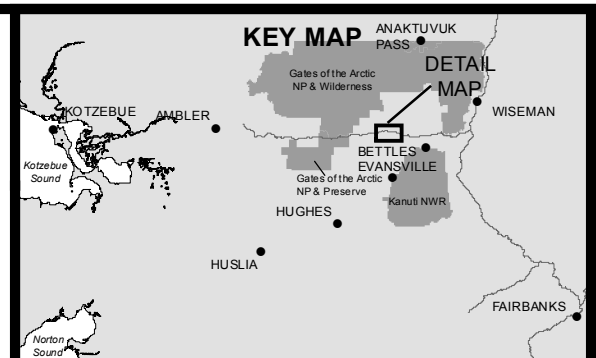 KEY MAP
ANAKTUVUK
PASS
Gates of the Arctic
NP & Wilderness
DETAIL
MAP
WISEMAN
KOTZEBUE
AMBLER
Kotzebue
Sound
BETTLES
EVANSVILLE
Gates of the Arctic
NP & Preserve
Kanuti NWR
HUGHES
HUSLIA
FAIRBANKS
Norton
Sound